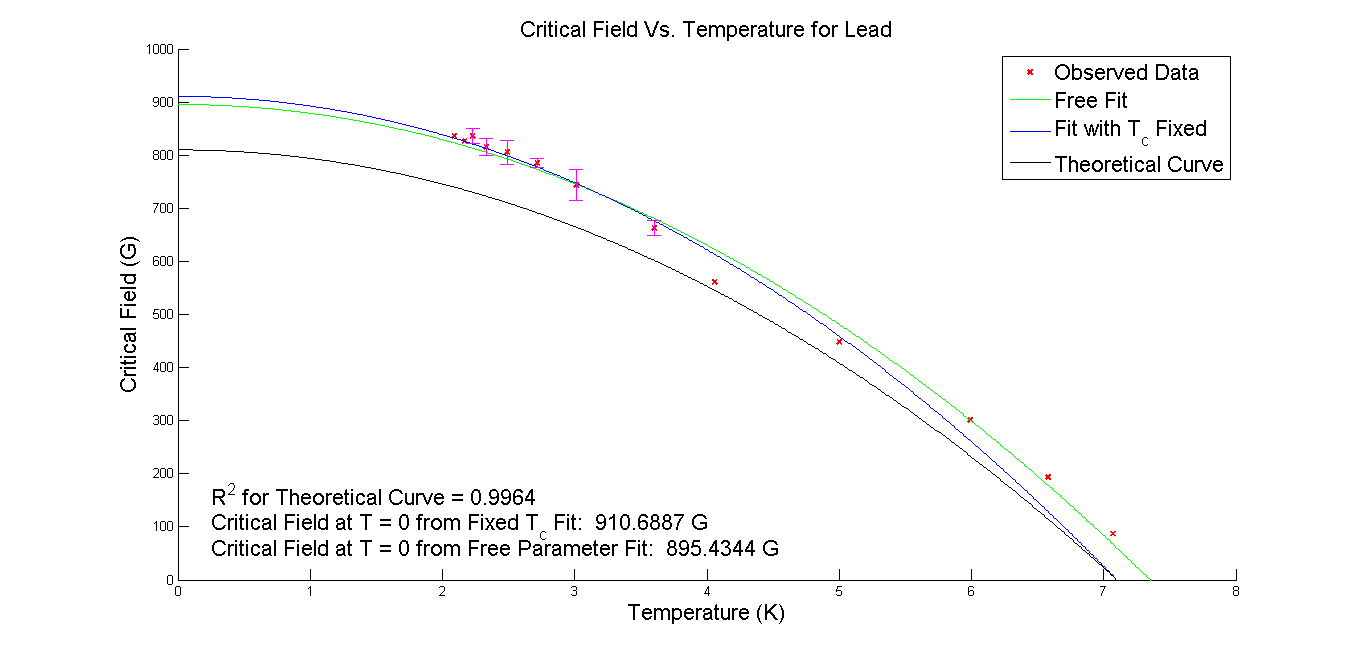 Critical Field Vs. Temperature for Lead
1000
900
800
700
600
500
400
300
200
100
0
Critical Field (G)
Observed Data
Free Fit
Fit with Tc Fixed
Theoretical Curve
R² for Theoretical Curve = 0.9964
Critical Field at T = 0 from Fixed Tc Fit: 910.6887 G
Critical Field at T = 0 from Free Parameter Fit: 895.4344 G
0 1 2 3 4 5 6 7 8
Temperature (K)